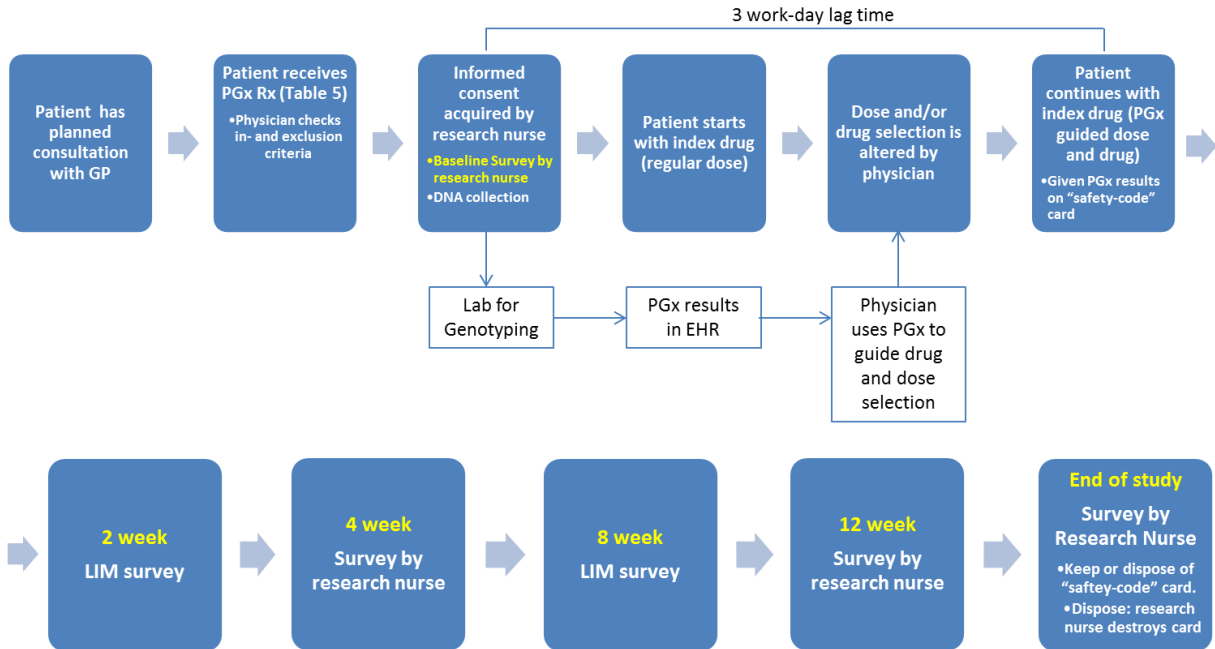 3 work-day lag time
Patient has
planned
consultation
with GP
Patient receives
PGx Rx (Table 5)
•Physician checks
in- and exclusion
criteria
Informed
consent
acquired by
research nurse
•Baseline Survey by
research nurse
•DNA collection
Patient starts
with index drug
(regular dose)
Dose and/or
drug selection is
altered by
physician
Patient
continues with
index drug (PGx
guided dose
and drug)
•Given PGx results
on “safety-code”
card
Lab for
Genotyping
PGx results
in EHR
Physician
uses PGx to
guide drug
and dose
selection
2 week
LIM survey
4 week
Survey by
research nurse
8 week
LIM survey
12 week
Survey by
research nurse
End of study
Survey by
Research Nurse
•Keep or dispose of
“saftey-code” card.
•Dispose: research
nurse destroys card